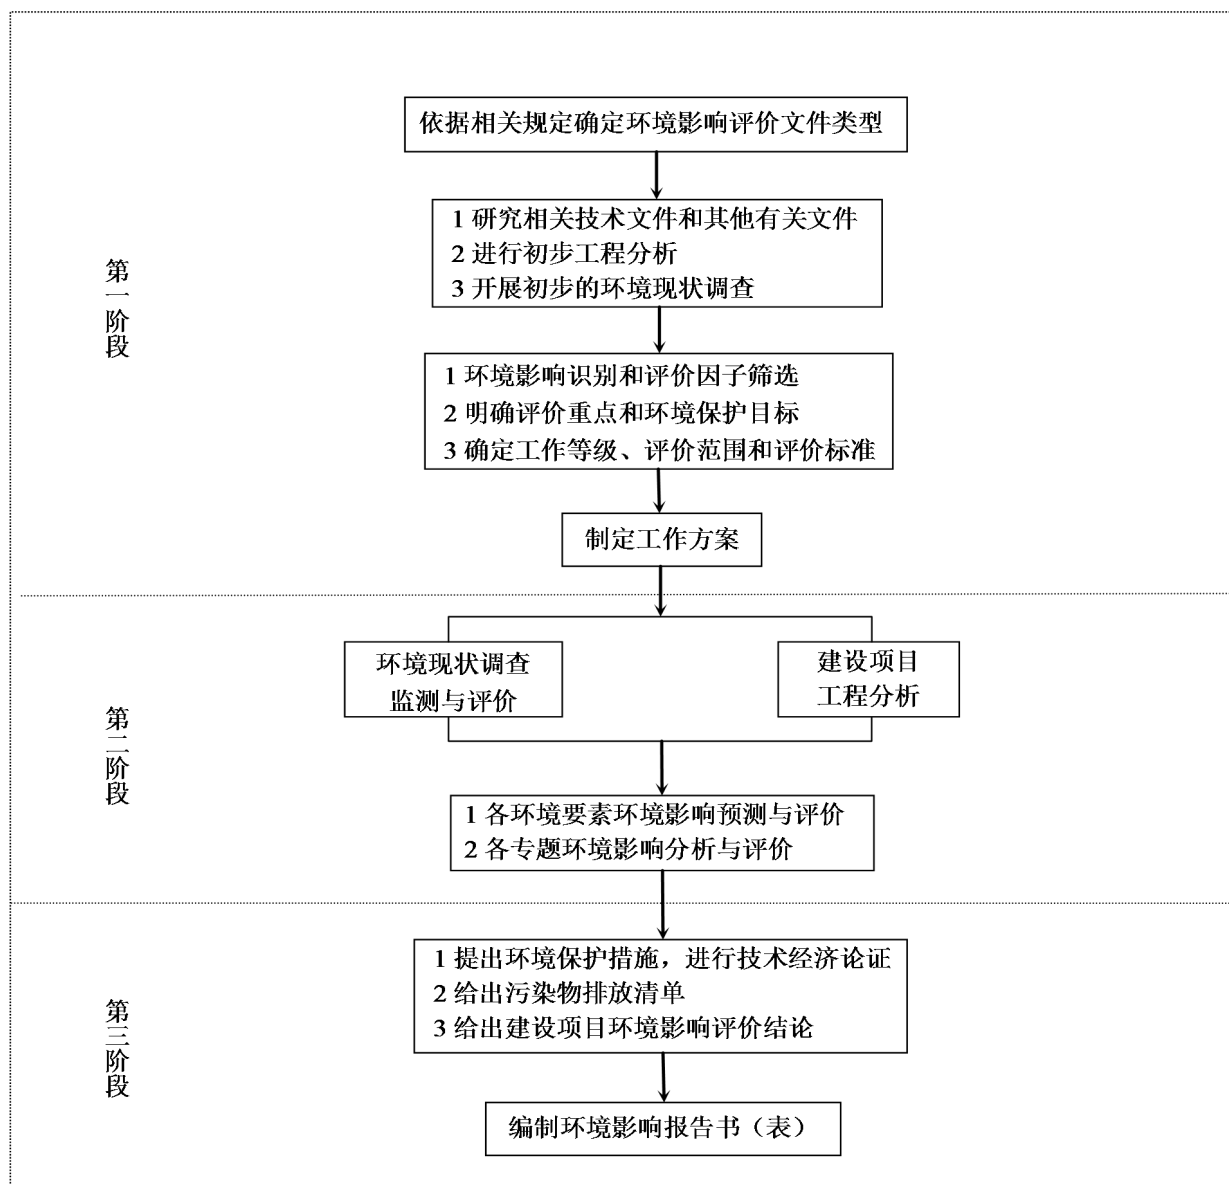 依据相关规定确定环境影响评价文件类型
1 研究相关技术文件和其他有关文件
2 进行初步工程分析
3 开展初步的环境现状调查
第一阶段
1 环境影响识别和评价因子筛选
2 明确评价重点和环境保护目标
3 确定工作等级、评价范围和评价标准
制定工作方案
环境现状调查
监测与评价
建设项目
工程分析
第二阶段
1 各环境要素环境影响预测与评价
2 各专题环境影响分析与评价
1 提出环境保护措施，进行技术经济论证
2 给出污染物排放清单
3 给出建设项目环境影响评价结论
第三阶段
编制环境影响报告书（表）